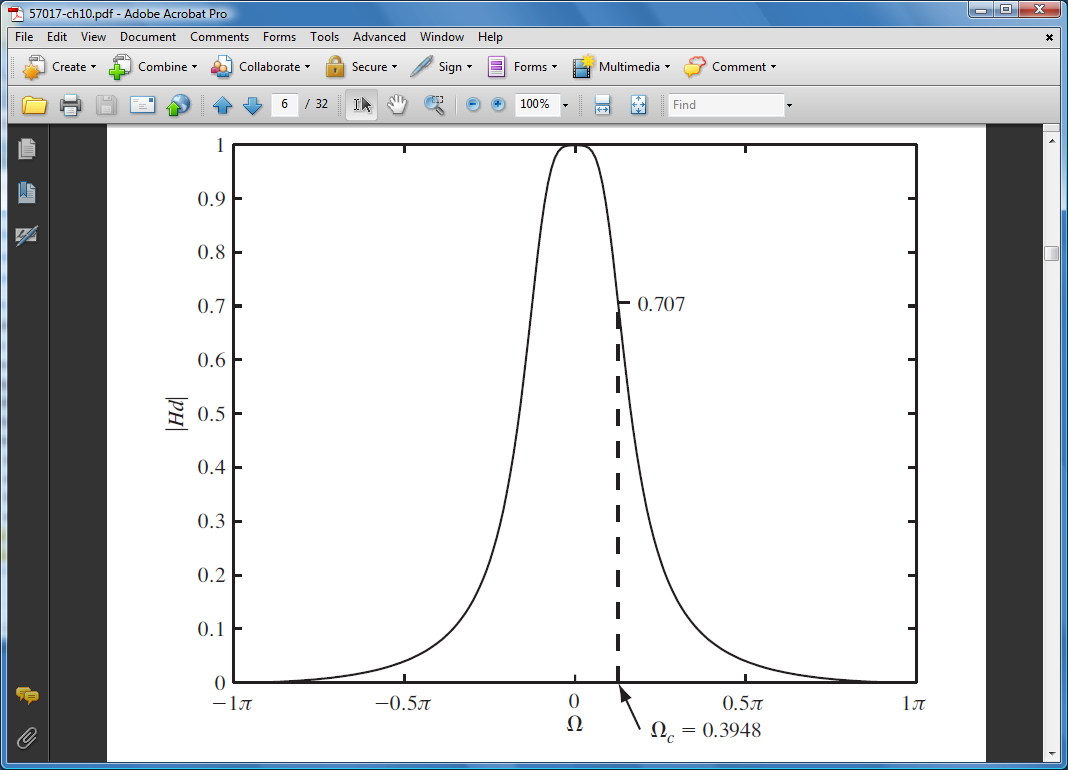 57017-ch10.pdf - Adobe Acrobat Pro
File Edit View Document Comments Forms Tools Advanced Window Help
Create Combine Collaborate Secure Sign Forms Multimedia Comment
6 / 32 100% Find
1
0.9
0.8
0.7
0.707
0.6
0.5
|Hd|
0.4
0.3
0.2
0.1
0
−1π −0.5π 0 0.5π 1π
Ω
Ωc = 0.3948